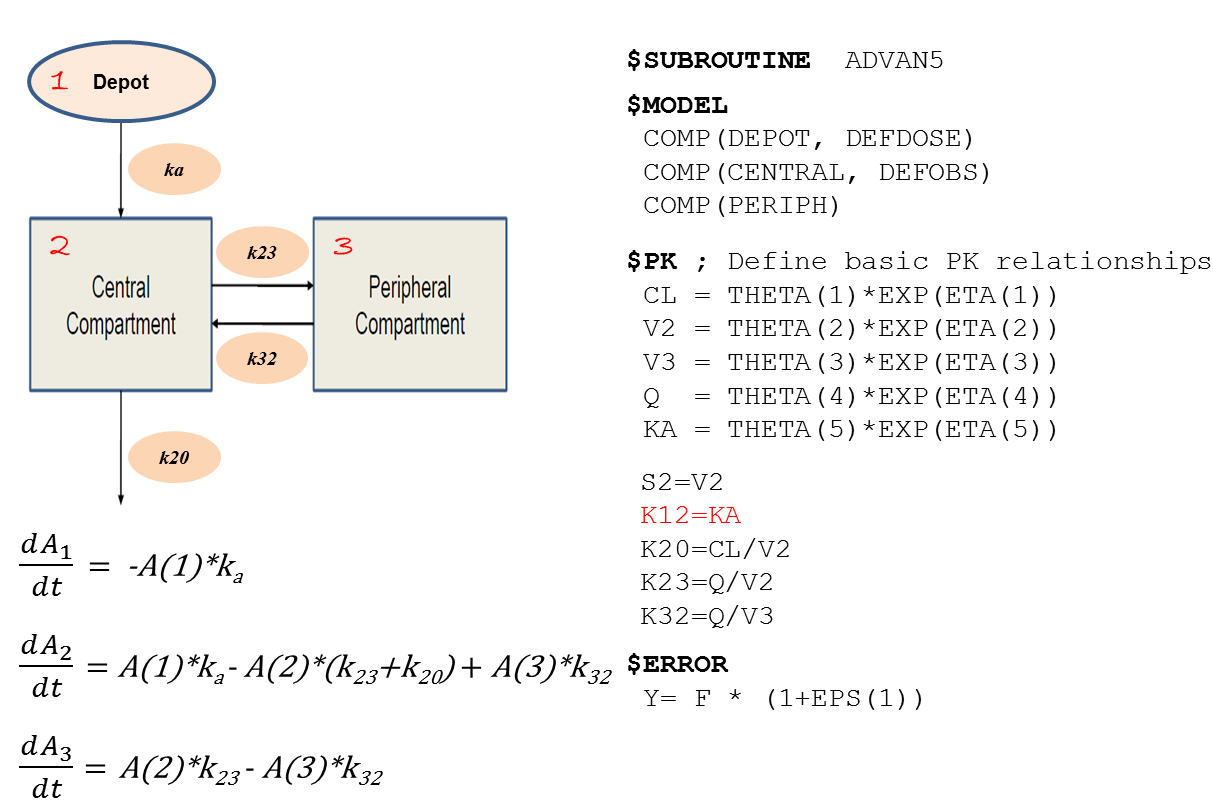 1 Depot
ka
2
Central
Compartment
k23
k32
3
Peripheral
Compartment
k20
dA₁/dt = -A(1)*kₐ
dA₂/dt = A(1)*kₐ- A(2)*(k₂₃+k₂₀)+ A(3)*k₃₂
dA₃/dt = A(2)*k₂₃- A(3)*k₃₂
$SUBROUTINE ADVAN5
$MODEL
COMP(DEPOT, DEFDOSE)
COMP(CENTRAL, DEFOBS)
COMP(PERIPH)
$PK ; Define basic PK relationships
CL = THETA(1)*EXP(ETA(1))
V2 = THETA(2)*EXP(ETA(2))
V3 = THETA(3)*EXP(ETA(3))
Q = THETA(4)*EXP(ETA(4))
KA = THETA(5)*EXP(ETA(5))
S2=V2
K12=KA
K20=CL/V2
K23=Q/V2
K32=Q/V3
$ERROR
Y= F * (1+EPS(1))